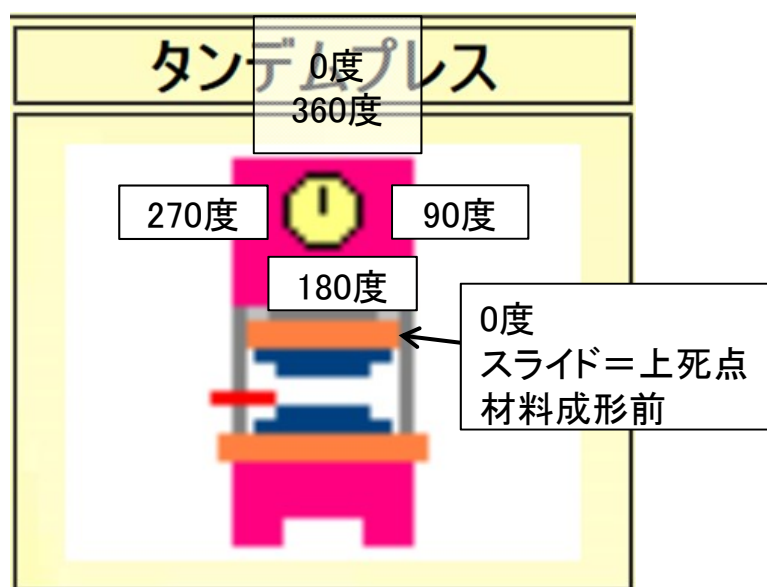 タンデムプレス
0度
360度
270度
90度
180度
0度
スライド＝上死点
材料成形前